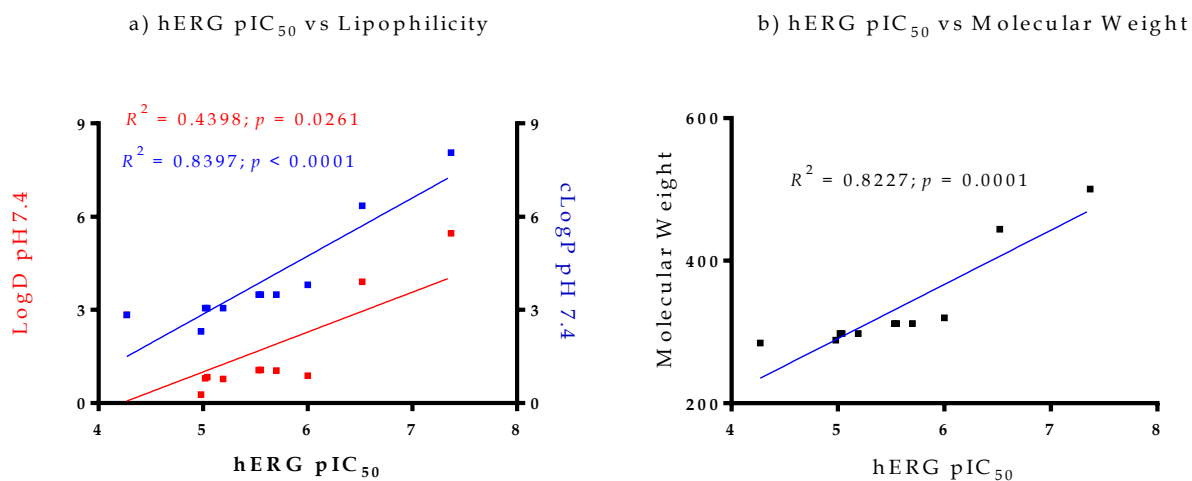 a) hERG pIC50 vs Lipophilicity
R2 = 0.4398; p = 0.0261
R2 = 0.8397; p < 0.0001
LogD pH7.4
9
6
3
0
9
6
3
0
cLogP pH 7.4
4 5 6 7 8
hERG pIC50
b) hERG pIC50 vs Molecular Weight
R2 = 0.8227; p = 0.0001
Molecular Weight
600
400
200
4 5 6 7 8
hERG pIC50